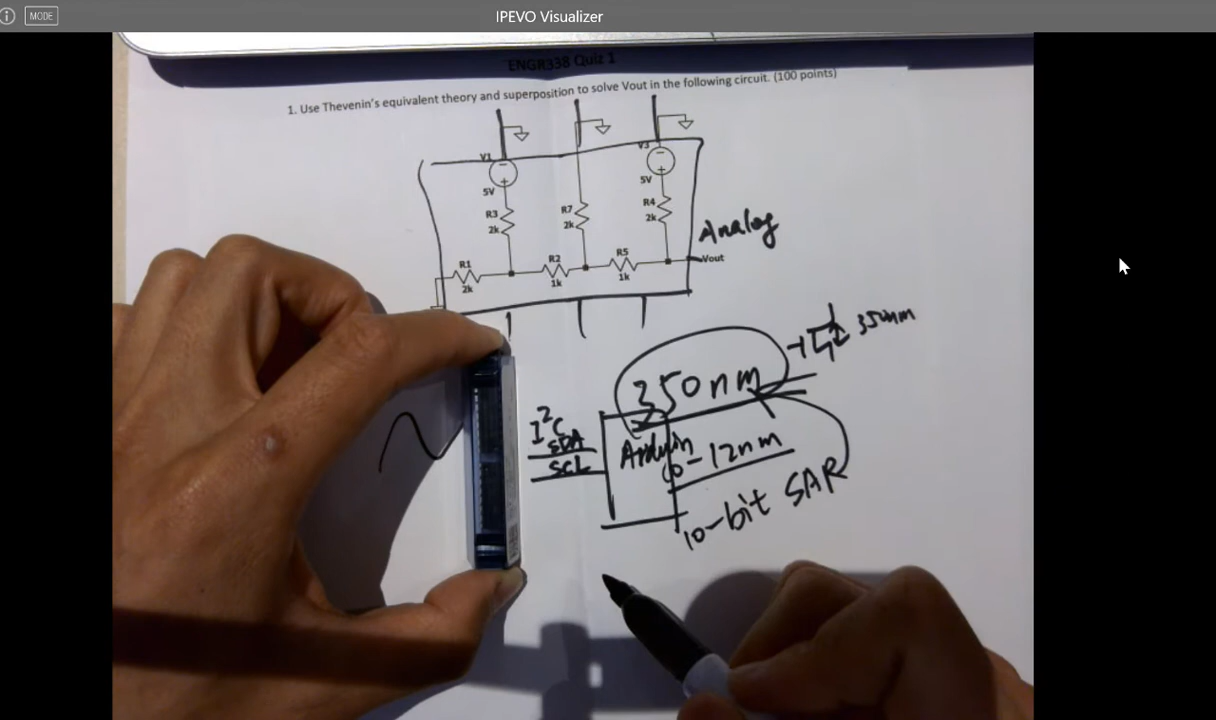 MODE
IPEVO Visualizer
ENGR338 Quiz 1
1. Use Thevenin's equivalent theory and superposition to solve Vout in the following circuit. (100 points)
V1
V3
5V
5V
R3
2k
R7
2k
R4
2k
Analog
R1
2k
R2
1k
R5
1k
Vout
350nm
350nm
I²C
SDA
SCL
10-12nm
10-bit SAR